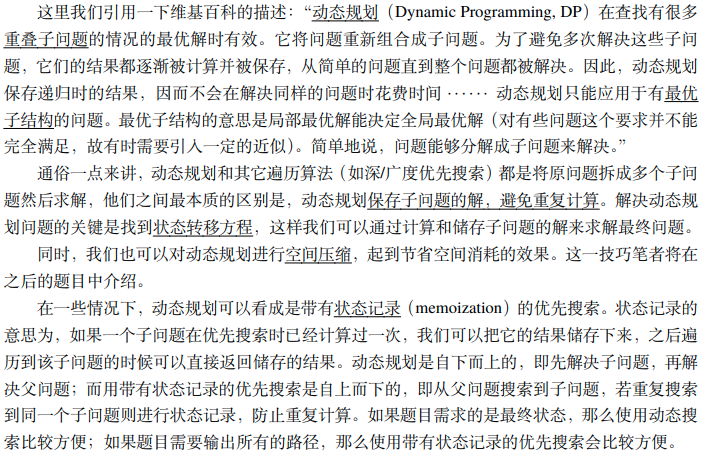 这里我们引用一下维基百科的描述：“动态规划（Dynamic Programming, DP）在查找有很多
重叠子问题的情况的最优解时有效。它将问题重新组合成子问题。为了避免多次解决这些子问
题，它们的结果都逐渐被计算并被保存，从简单的问题直到整个问题都被解决。因此，动态规划
保存递归时的结果，因而不会在解决同样的问题时花费时间 ······ 动态规划只能应用于有最优
子结构的问题。最优子结构的意思是局部最优解能决定全局最优解（对有些问题这个要求并不能
完全满足，故有时需要引入一定的近似）。简单地说，问题能够分解成子问题来解决。”
通俗一点来讲，动态规划和其它遍历算法（如深/广度优先搜索）都是将原问题拆成多个子问
题然后求解，他们之间最本质的区别是，动态规划保存子问题的解，避免重复计算。解决动态规
划问题的关键是找到状态转移方程，这样我们可以通过计算和储存子问题的解来求解最终问题。
同时，我们也可以对动态规划进行空间压缩，起到节省空间消耗的效果。这一技巧笔者将在
之后的题目中介绍。
在一些情况下，动态规划可以看成是带有状态记录（memoization）的优先搜索。状态记录的
意思为，如果一个子问题在优先搜索时已经计算过一次，我们可以把它的结果储存下来，之后遍
历到该子问题的时候可以直接返回储存的结果。动态规划是自下而上的，即先解决子问题，再解
决父问题；而用带有状态记录的优先搜索是自上而下的，即从父问题搜索到子问题，若重复搜索
到同一个子问题则进行状态记录，防止重复计算。如果题目需求的是最终状态，那么使用动态搜
索比较方便；如果题目需要输出所有的路径，那么使用带有状态记录的优先搜索会比较方便。